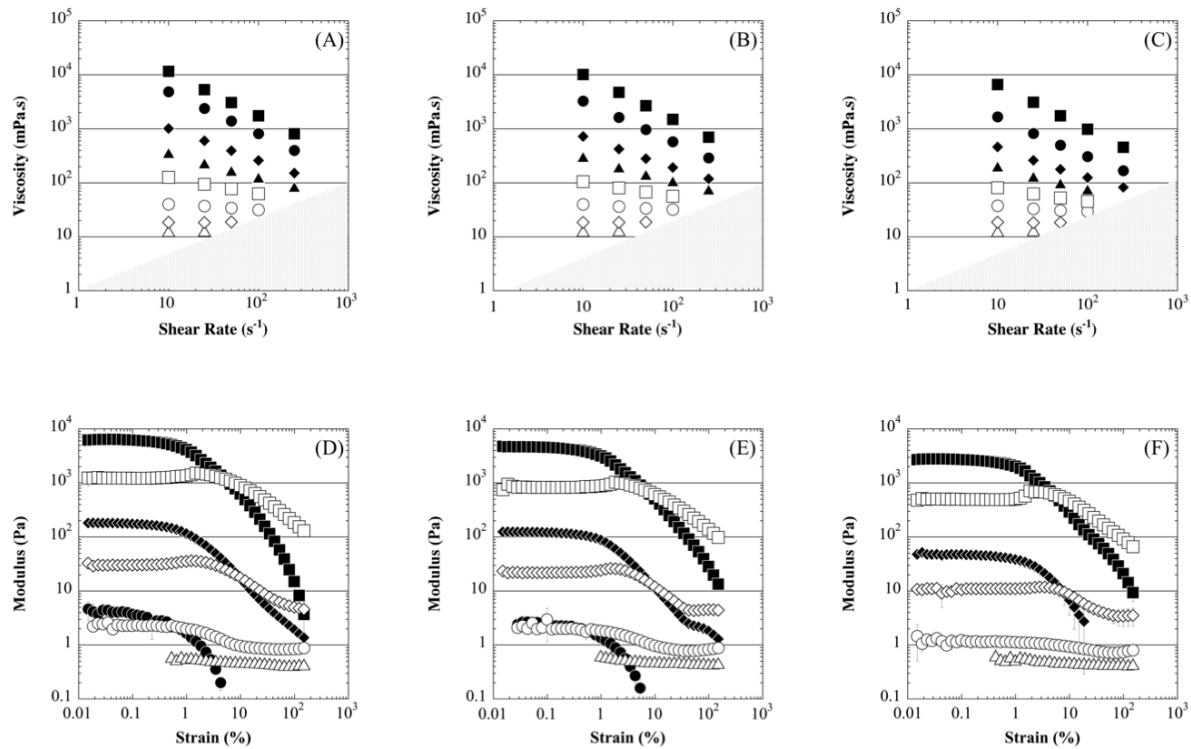 (A)
Viscosity (mPa.s)
10⁵
10⁴
10³
10²
10
1
1 10 10² 10³
Shear Rate (s⁻¹)
(B)
Viscosity (mPa.s)
10⁵
10⁴
10³
10²
10
1
1 10 10² 10³
Shear Rate (s⁻¹)
(C)
Viscosity (mPa.s)
10⁵
10⁴
10³
10²
10
1
1 10 10² 10³
Shear Rate (s⁻¹)
(D)
Modulus (Pa)
10⁴
10³
10²
10
1
0.1
0.01 0.1 1 10 10² 10³
Strain (%)
(E)
Modulus (Pa)
10⁴
10³
10²
10
1
0.1
0.01 0.1 1 10 10² 10³
Strain (%)
(F)
Modulus (Pa)
10⁴
10³
10²
10
1
0.1
0.01 0.1 1 10 10² 10³
Strain (%)